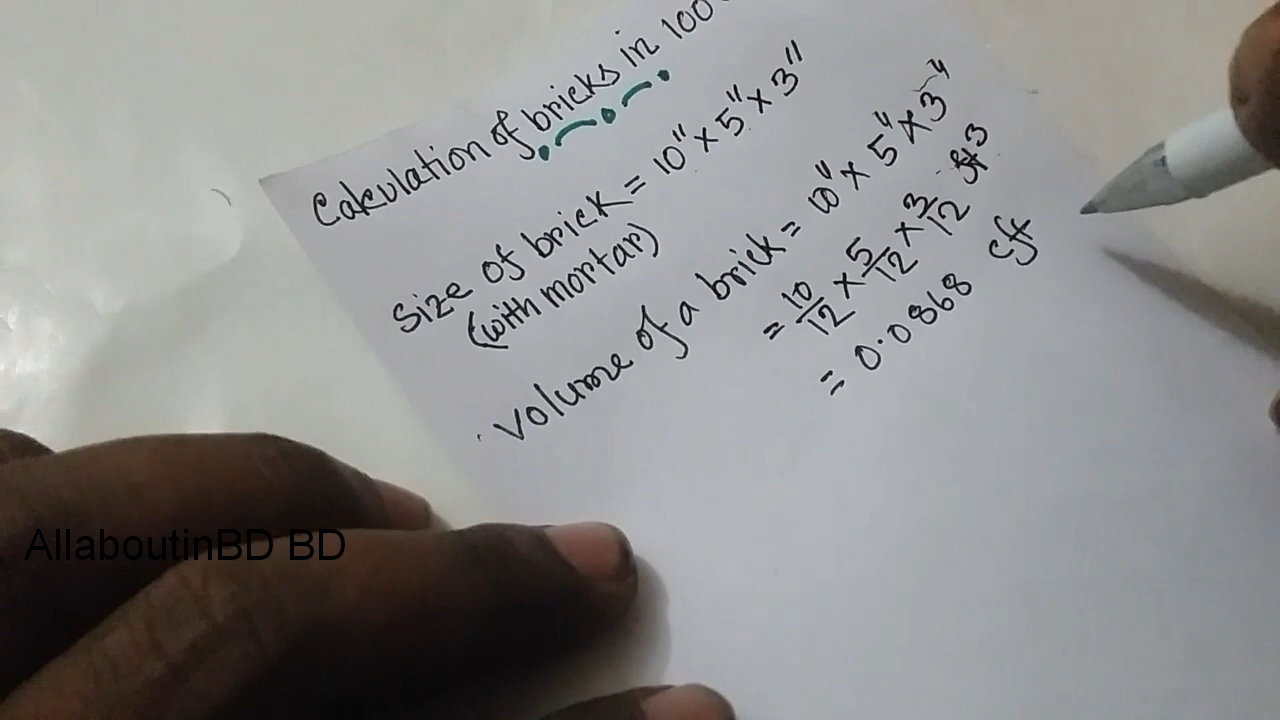 Calculation of bricks in 100
Size of brick = 10" × 5" × 3"
(with mortar)
Volume of a brick = 10" × 5" × 3"
= 10/12 × 5/12 × 3/12 ft3
= 0.0868 cft
AllaboutinBD BD